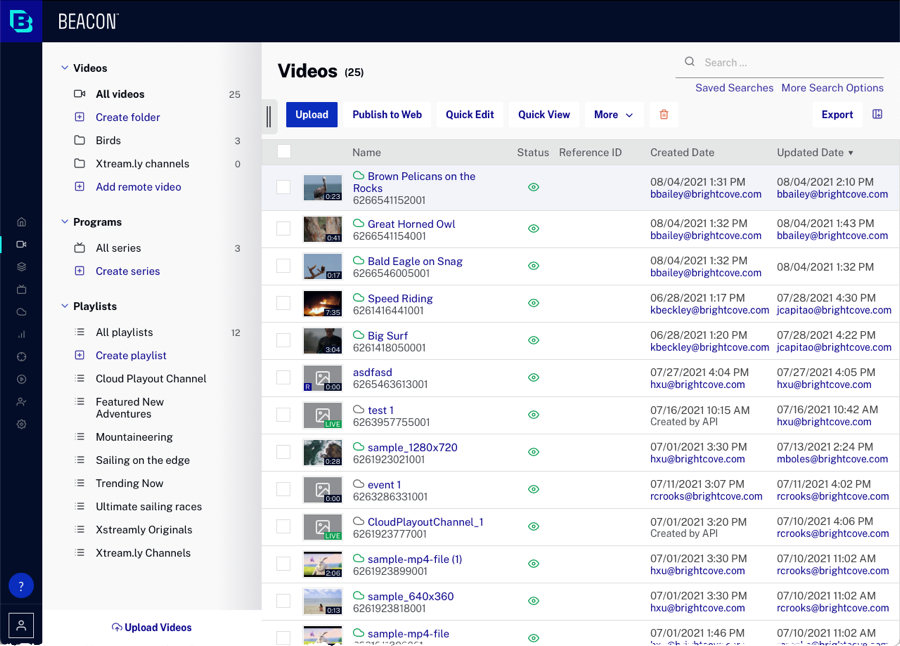 BEACON
Videos
All videos 25
Create folder
Birds 3
Xtream.ly channels 0
Add remote video
Programs
All series 3
Create series
Playlists
All playlists 12
Create playlist
Cloud Playout Channel
Featured New
Adventures
Mountaineering
Sailing on the edge
Trending Now
Ultimate sailing races
Xstreamly Originals
Xtream.ly Channels
Upload Videos
?
Videos (25)
Search ...
Saved Searches More Search Options
Upload Publish to Web Quick Edit Quick View More Export
Name Status Reference ID Created Date Updated Date
0:23 Brown Pelicans on the
Rocks
6266541152001
08/04/2021 1:31 PM 08/04/2021 2:10 PM
bbailey@brightcove.com bbailey@brightcove.com
0:41 Great Horned Owl 08/04/2021 1:32 PM 08/04/2021 1:43 PM
6266541154001 bbailey@brightcove.com bbailey@brightcove.com
0:17 Bald Eagle on Snag 08/04/2021 1:32 PM 08/04/2021 1:32 PM
6266546005001 bbailey@brightcove.com
7:35 Speed Riding 06/28/2021 1:17 PM 07/28/2021 4:30 PM
6261416441001 kbeckley@brightcove.com jcapitao@brightcove.com
3:04 Big Surf 06/28/2021 1:20 PM 07/28/2021 4:22 PM
6261418050001 kbeckley@brightcove.com jcapitao@brightcove.com
R 0:00 asdfasd 07/27/2021 4:04 PM 07/27/2021 4:05 PM
6265463613001 hxu@brightcove.com hxu@brightcove.com
LIVE test 1 07/16/2021 10:15 AM 07/16/2021 10:42 AM
6263957755001 Created by API hxu@brightcove.com
0:28 sample_1280x720 07/01/2021 3:30 PM 07/13/2021 2:24 PM
6261923021001 hxu@brightcove.com mboles@brightcove.com
0:00 event 1 07/11/2021 3:07 PM 07/11/2021 4:02 PM
6263286331001 rcrooks@brightcove.com rcrooks@brightcove.com
LIVE CloudPlayoutChannel_1 07/01/2021 3:20 PM 07/10/2021 4:06 PM
6261923777001 Created by API rcrooks@brightcove.com
2:06 sample-mp4-file (1) 07/01/2021 3:30 PM 07/10/2021 11:02 AM
6261923899001 hxu@brightcove.com rcrooks@brightcove.com
0:13 sample_640x360 07/01/2021 3:30 PM 07/10/2021 11:02 AM
6261923818001 hxu@brightcove.com rcrooks@brightcove.com
sample-mp4-file 07/01/2021 1:46 PM 07/10/2021 11:02 AM